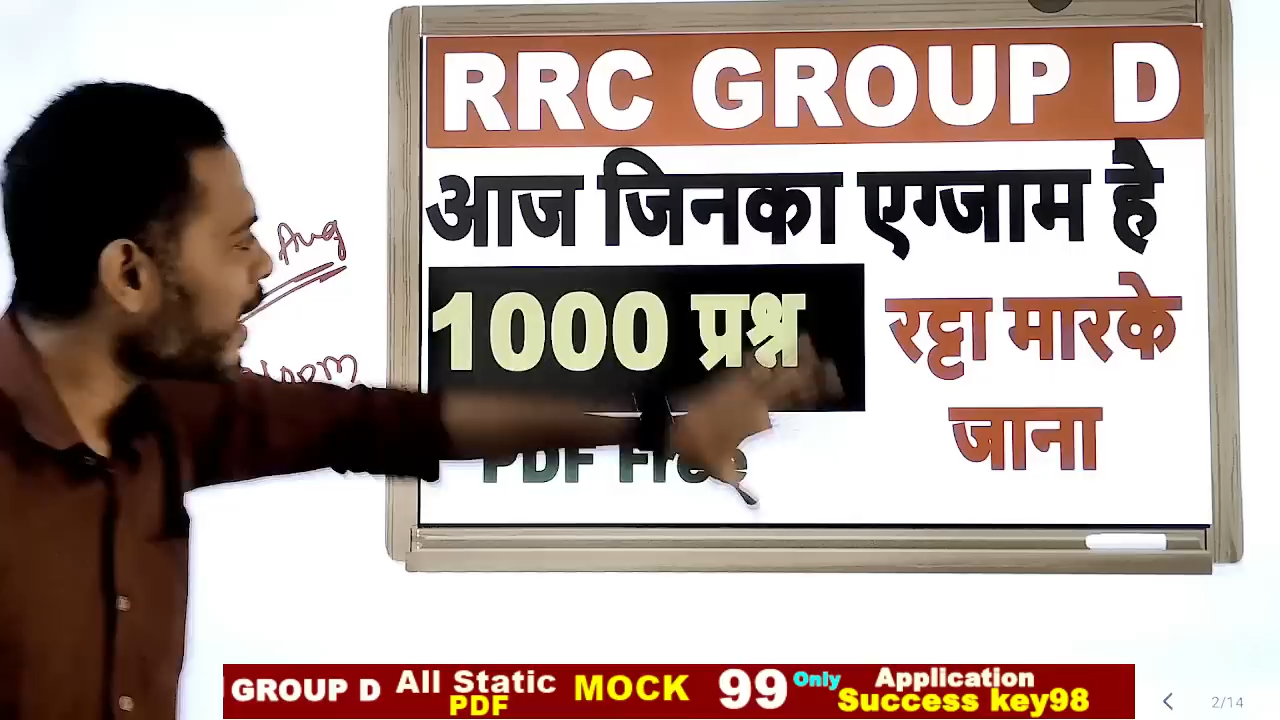 RRC GROUP D
आज जिनका एग्जाम है
1000 प्रश्न
रट्टा मारके
जाना
PDF Free
Aug
GROUP D All Static PDF MOCK 99 Only Application Success key98
2/14